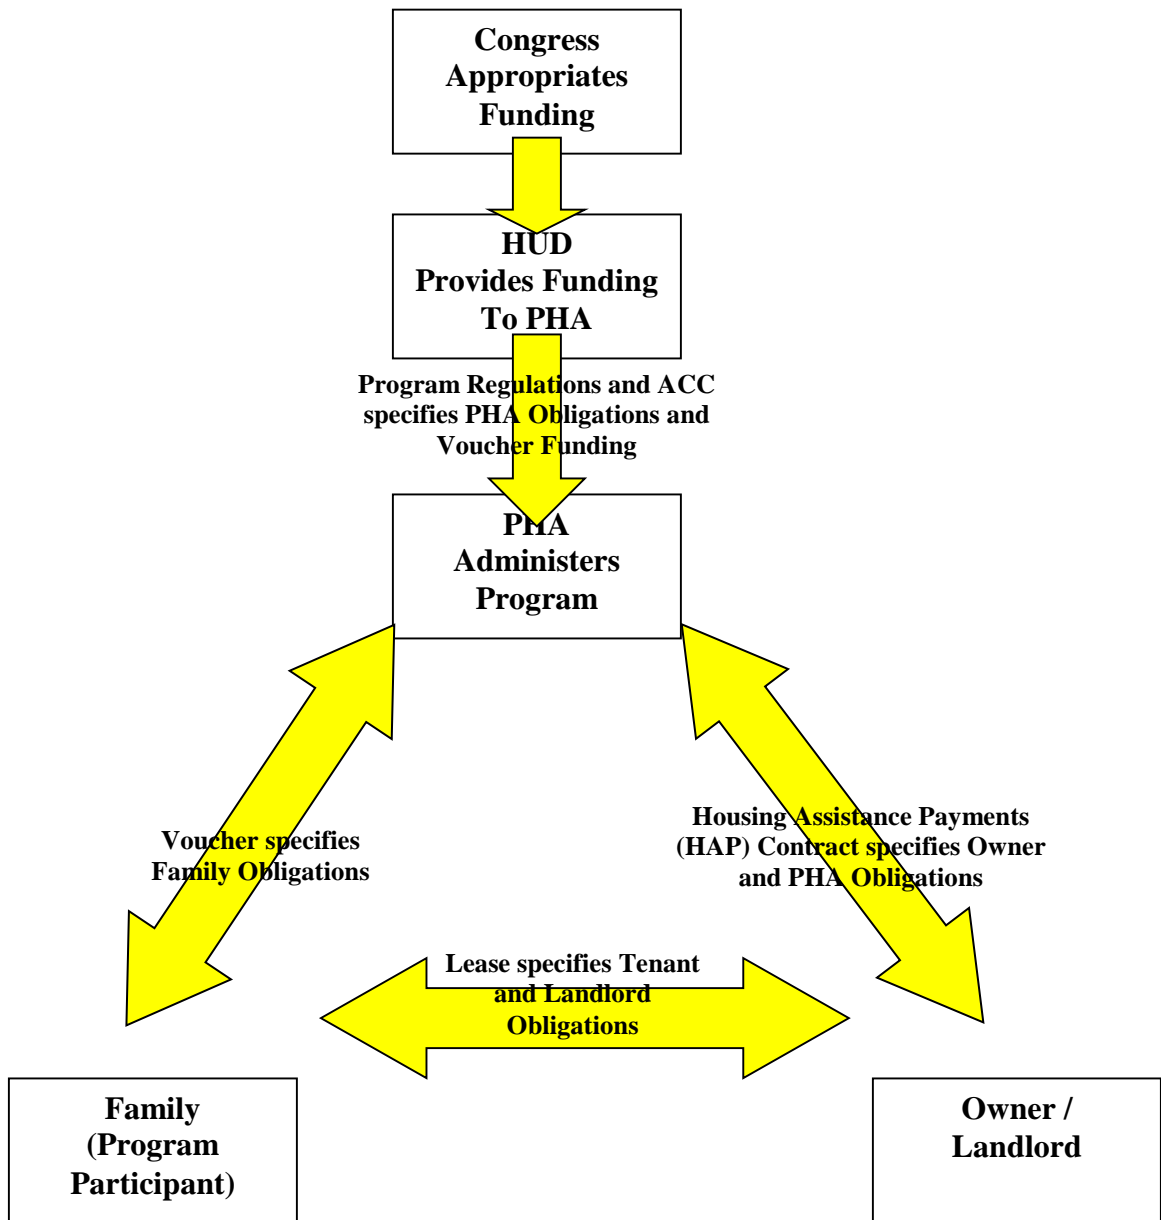 Congress
Appropriates
Funding
HUD
Provides Funding
To PHA
Program Regulations and ACC
specifies PHA Obligations and
Voucher Funding
PHA
Administers
Program
Voucher specifies
Family Obligations
Housing Assistance Payments
(HAP) Contract specifies Owner
and PHA Obligations
Lease specifies Tenant
and Landlord
Obligations
Family
(Program
Participant)
Owner /
Landlord